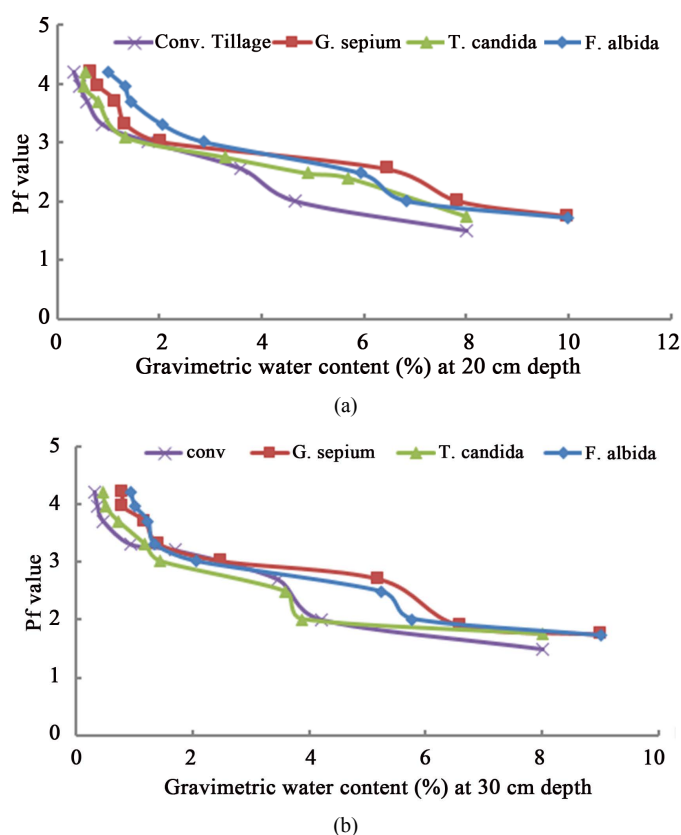 Conv. Tillage G. sepium T. candida F. albida
5
4
3
2
1
0
Pf value
0 2 4 6 8 10 12
Gravimetric water content (%) at 20 cm depth
(a)
conv G. sepium T. candida F. albida
5
4
3
2
1
0
Pf value
0 2 4 6 8 10
Gravimetric water content (%) at 30 cm depth
(b)